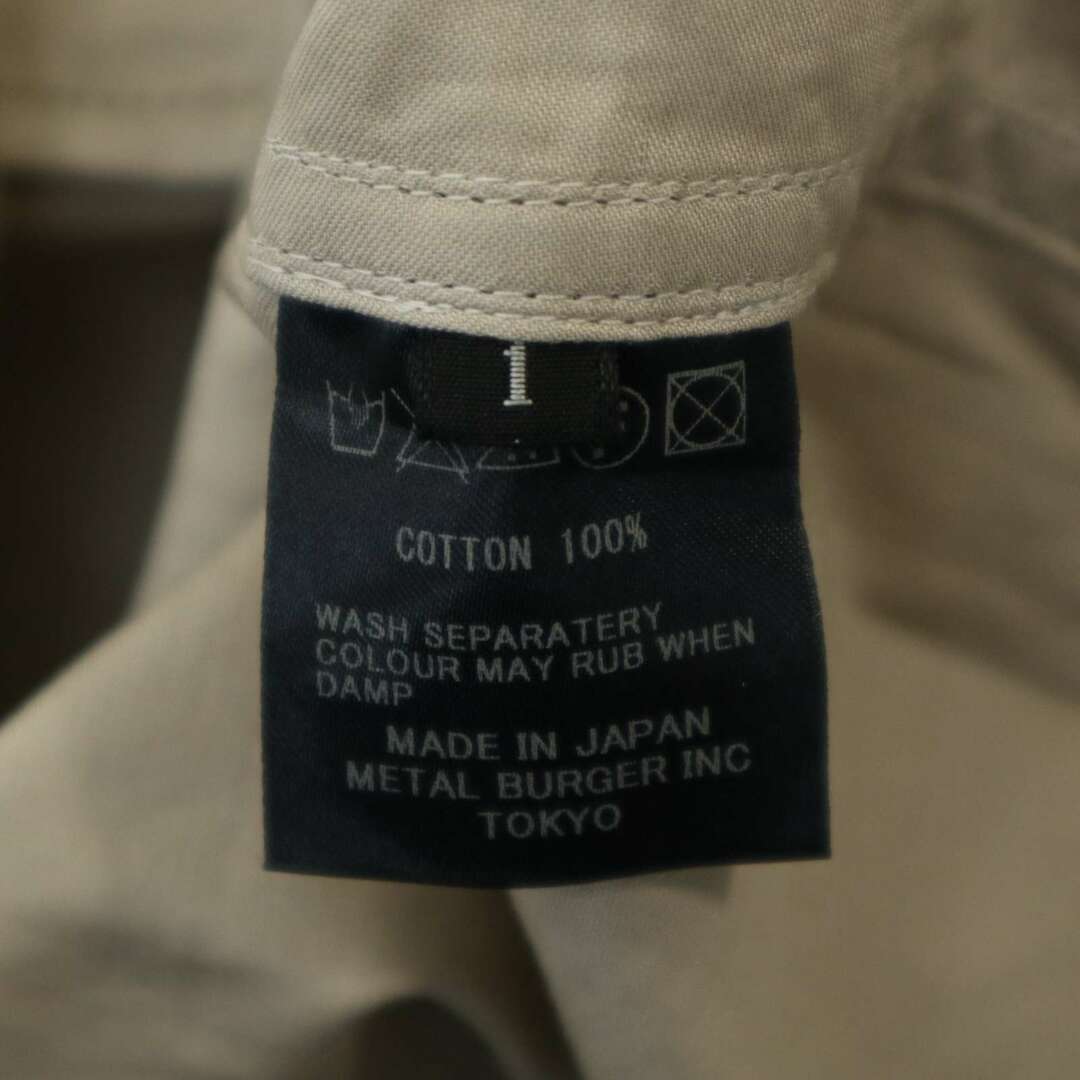 1
COTTON 100%
WASH SEPARATERY
COLOUR MAY RUB WHEN
DAMP
MADE IN JAPAN
METAL BURGER INC
TOKYO